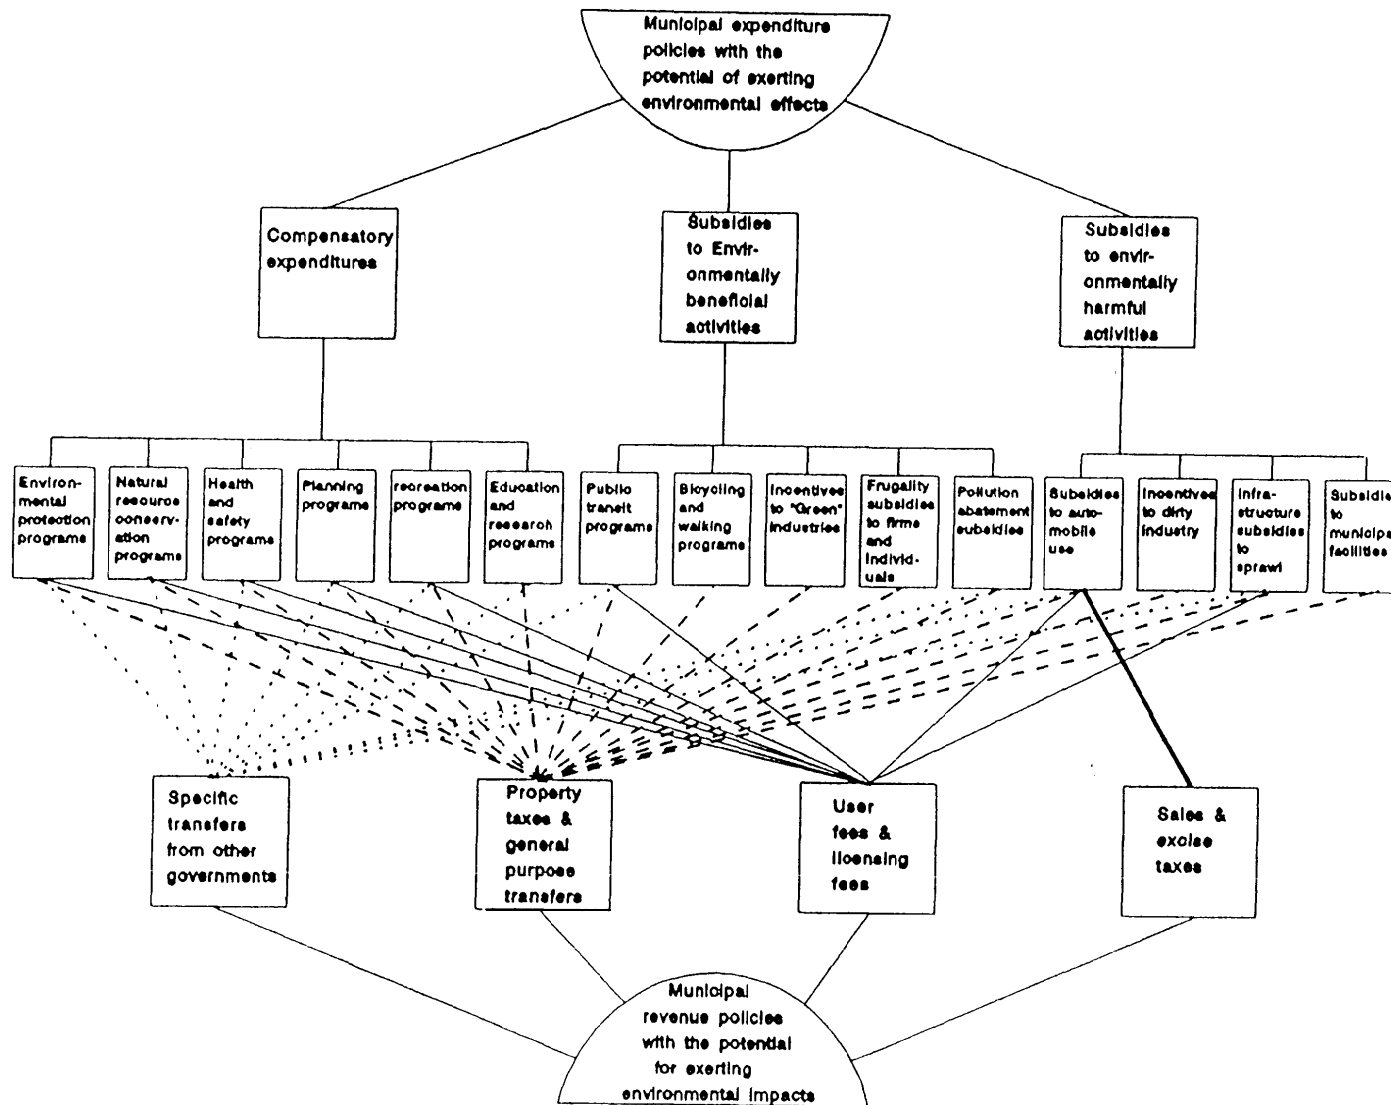 Municipal expenditure
policies with the
potential of exerting
environmental effects
Compensatory
expenditures
Subsidies
to Envir-
onmentally
beneficial
activities
Subsidies
to envir-
onmentally
harmful
activities
Environ-
mental
protection
programs
Natural
resource
conserv-
ation
programs
Health
and
safety
programs
Planning
programs
recreation
programs
Education
and
research
programs
Public
transit
programs
Bicycling
and
walking
programs
Incentives
to "Green"
industries
Frugality
subsidies
to firms
and
individ-
uals
Pollution
abatement
subsidies
Subsidies
to auto-
mobile
use
Incentives
to dirty
industry
Infra-
structure
subsidies
to
sprawl
Subsidie
to
municipa
facilities
Specific
transfers
from other
governments
Property
taxes &
general
purpose
transfers
User
fees &
licensing
fees
Sales &
excise
taxes
Municipal
revenue policies
with the potential
for exerting
environmental impacts